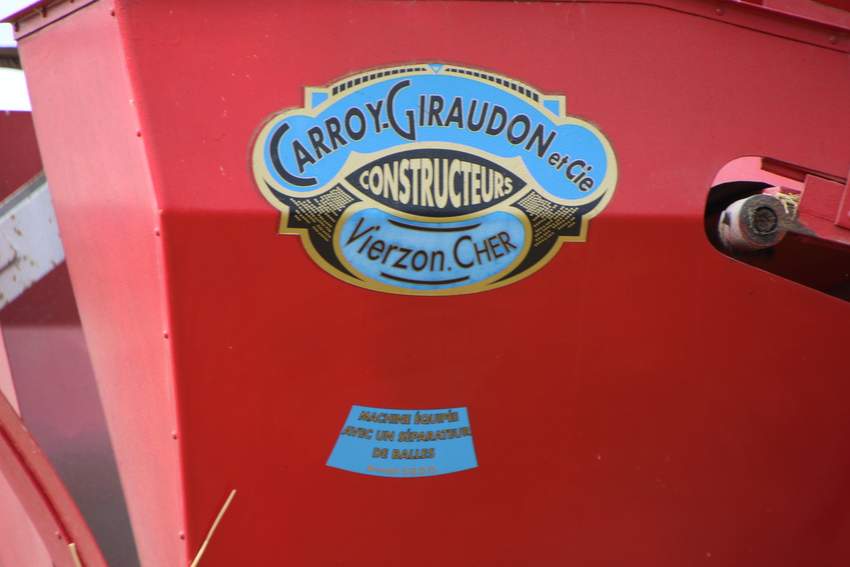 CARROY-GIRAUDON et Cie
CONSTRUCTEURS
Vierzon.CHER
MACHINE ÉQUIPÉE
AVEC UN SÉPARATEUR
DE BALLES